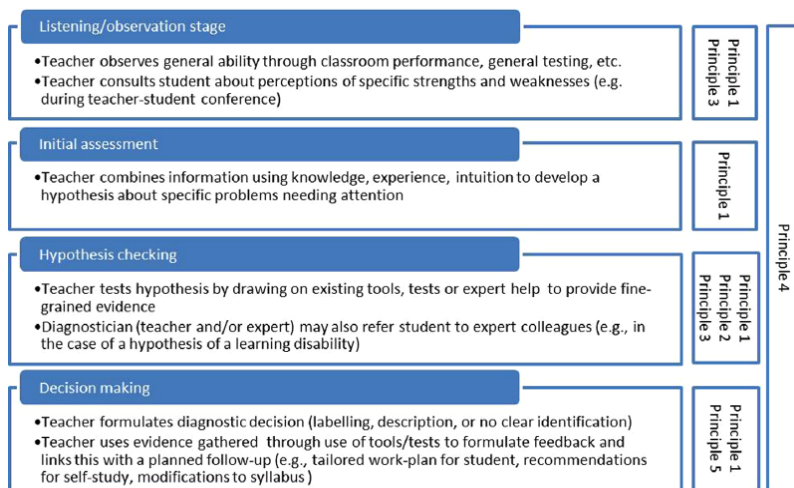 Listening/observation stage
•Teacher observes general ability through classroom performance, general testing, etc.
•Teacher consults student about perceptions of specific strengths and weaknesses (e.g.
during teacher-student conference)
Principle 1
Principle 3
Initial assessment
•Teacher combines information using knowledge, experience, intuition to develop a
hypothesis about specific problems needing attention
Principle 1
Hypothesis checking
•Teacher tests hypothesis by drawing on existing tools, tests or expert help to provide fine-
grained evidence
•Diagnostician (teacher and/or expert) may also refer student to expert colleagues (e.g., in
the case of a hypothesis of a learning disability)
Principle 1
Principle 2
Principle 3
Decision making
•Teacher formulates diagnostic decision (labelling, description, or no clear identification)
•Teacher uses evidence gathered through use of tools/tests to formulate feedback and
links this with a planned follow-up (e.g., tailored work-plan for student, recommendations
for self-study, modifications to syllabus)
Principle 1
Principle 5
Principle 4